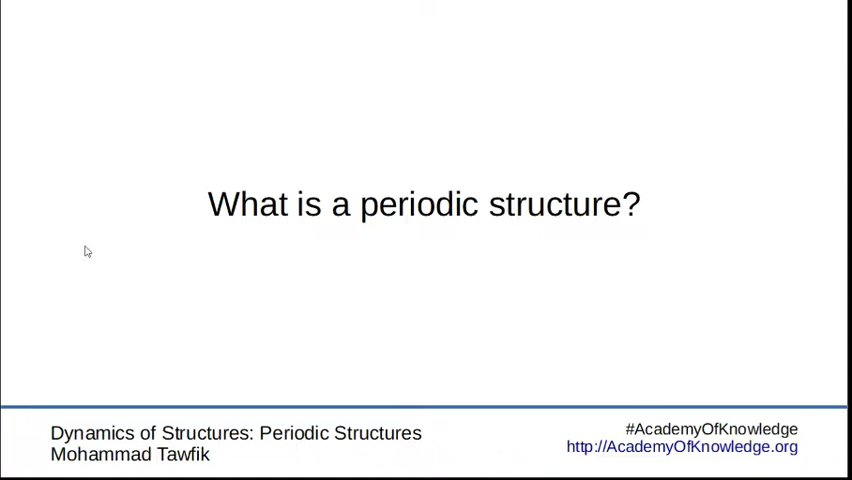 What is a periodic structure?
Dynamics of Structures: Periodic Structures
Mohammad Tawfik
#AcademyOfKnowledge
http://AcademyOfKnowledge.org